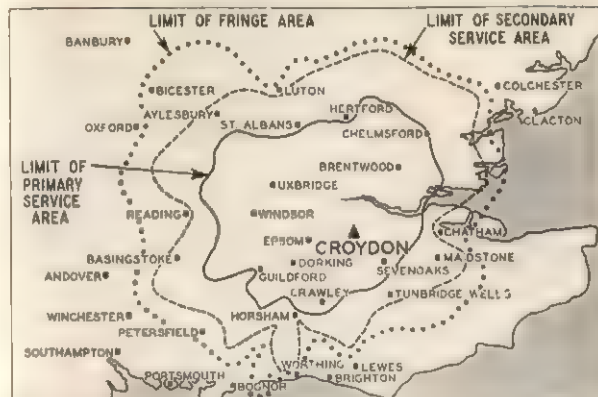 LIMIT OF FRINGE AREA
LIMIT OF SECONDARY
SERVICE AREA
BANBURY
BICESTER
LUTON
COLCHESTER
AYLESBURY
HERTFORD
CLACTON
OXFORD
ST. ALBANS
CHELMSFORD
LIMIT OF
PRIMARY
SERVICE
AREA
BRENTWOOD
UXBRIDGE
READING
WINDSOR
EPSOM
CROYDON
CHATHAM
BASINGSTOKE
DORKING
SEVENOAKS
MAIDSTONE
ANDOVER
GUILDFORD
CRAWLEY
TUNBRIDGE WELLS
WINCHESTER
HORSHAM
PETERSFIELD
SOUTHAMPTON
WORTHING
LEWES
PORTSMOUTH
BOGNOR
BRIGHTON